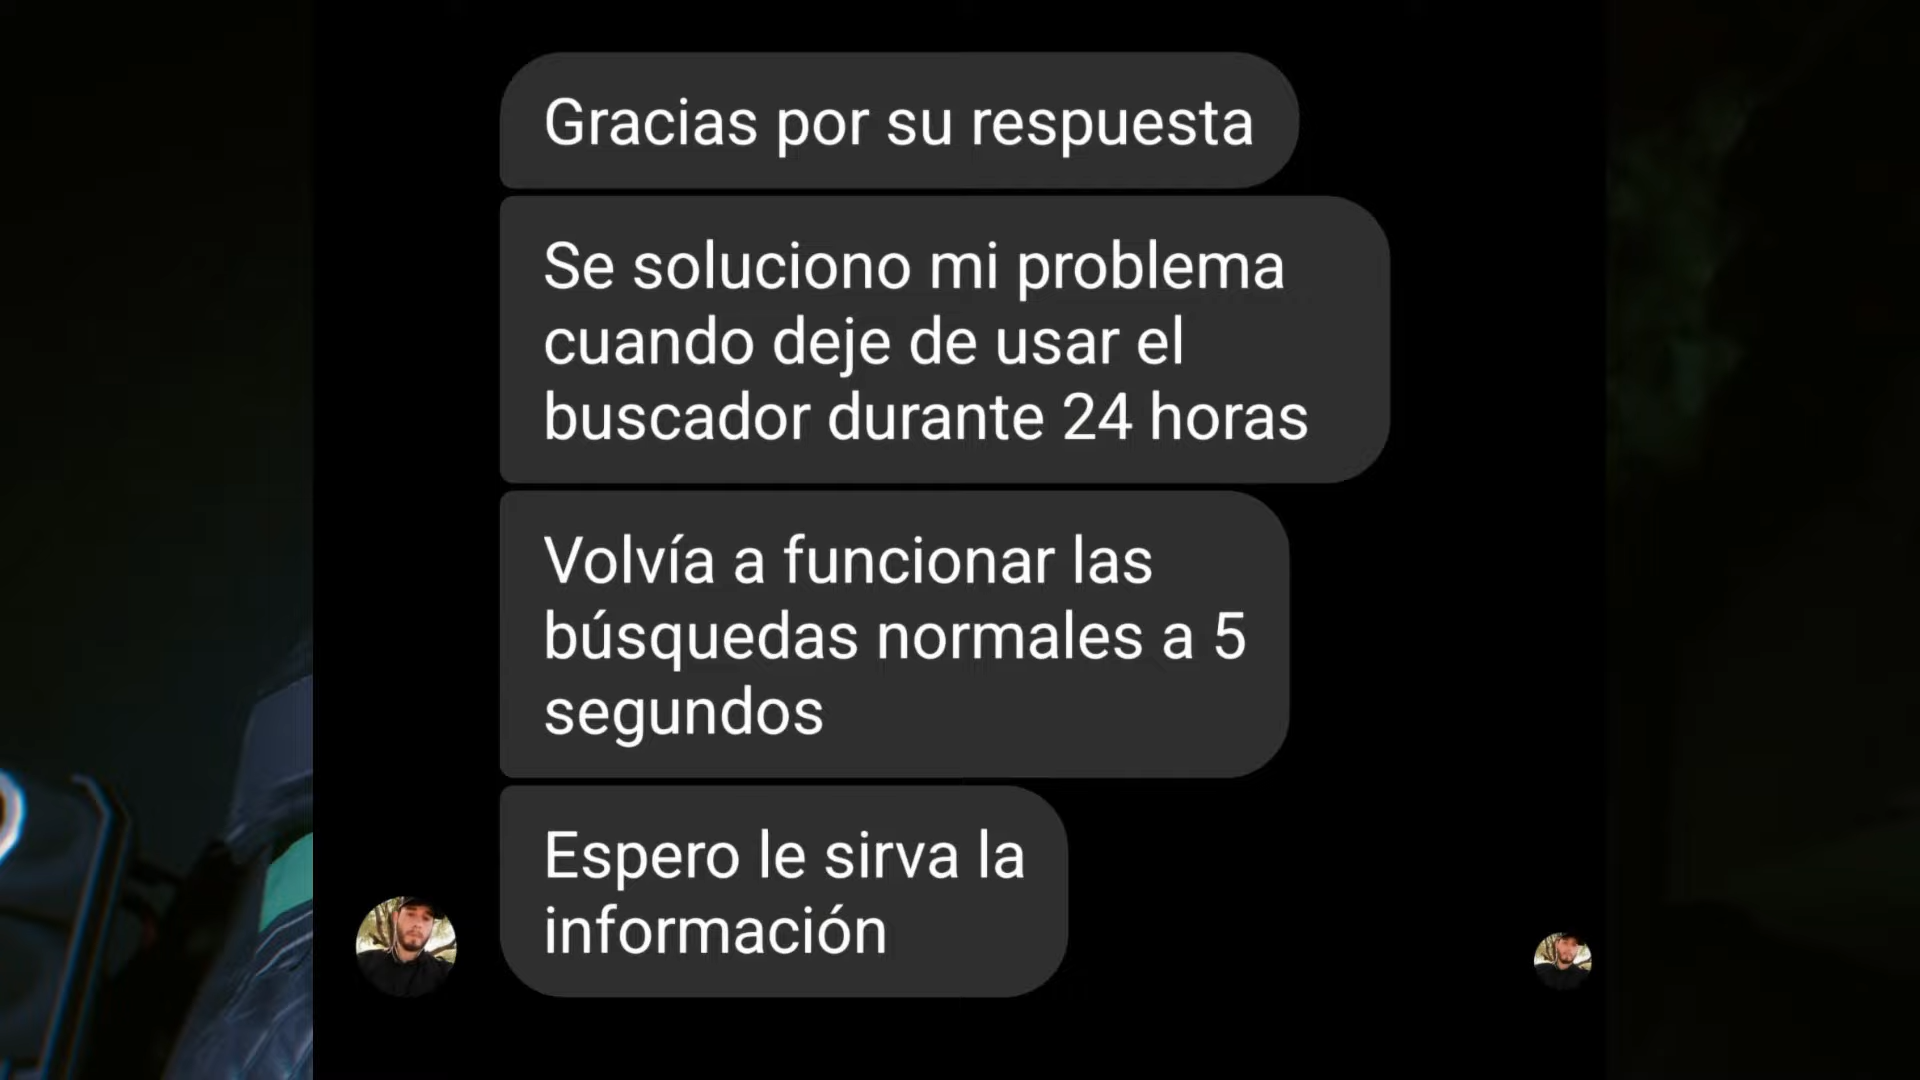 Gracias por su respuesta
Se soluciono mi problema
cuando deje de usar el
buscador durante 24 horas
Volvía a funcionar las
búsquedas normales a 5
segundos
Espero le sirva la
información